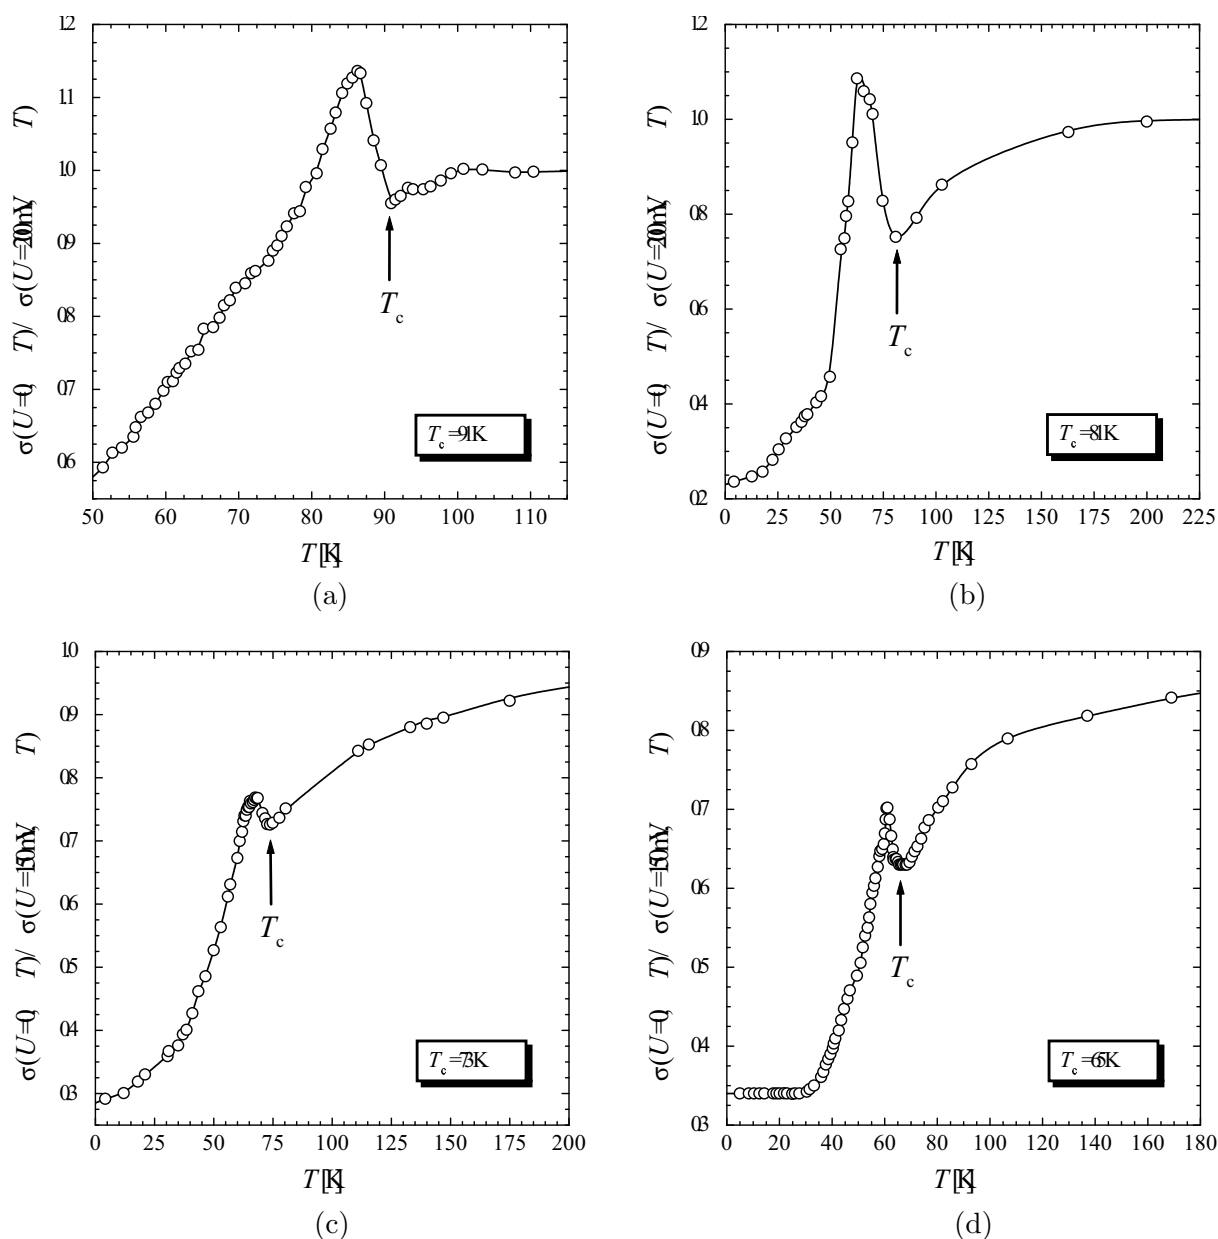 σ(U=0, T) / σ(U=200mV, T)
1.2
1.1
1.0
0.9
0.8
0.7
0.6
50 60 70 80 90 100 110
T [K]
T_c
T_c=91K
(a)
σ(U=0, T) / σ(U=200mV, T)
1.2
1.0
0.8
0.6
0.4
0.2
0 25 50 75 100 125 150 175 200 225
T [K]
T_c
T_c=81K
(b)
σ(U=0, T) / σ(U=150mV, T)
1.0
0.9
0.8
0.7
0.6
0.5
0.4
0.3
0 25 50 75 100 125 150 175 200
T [K]
T_c
T_c=73K
(c)
σ(U=0, T) / σ(U=150mV, T)
0.9
0.8
0.7
0.6
0.5
0.4
0.3
0 20 40 60 80 100 120 140 160 180
T [K]
T_c
T_c=65K
(d)